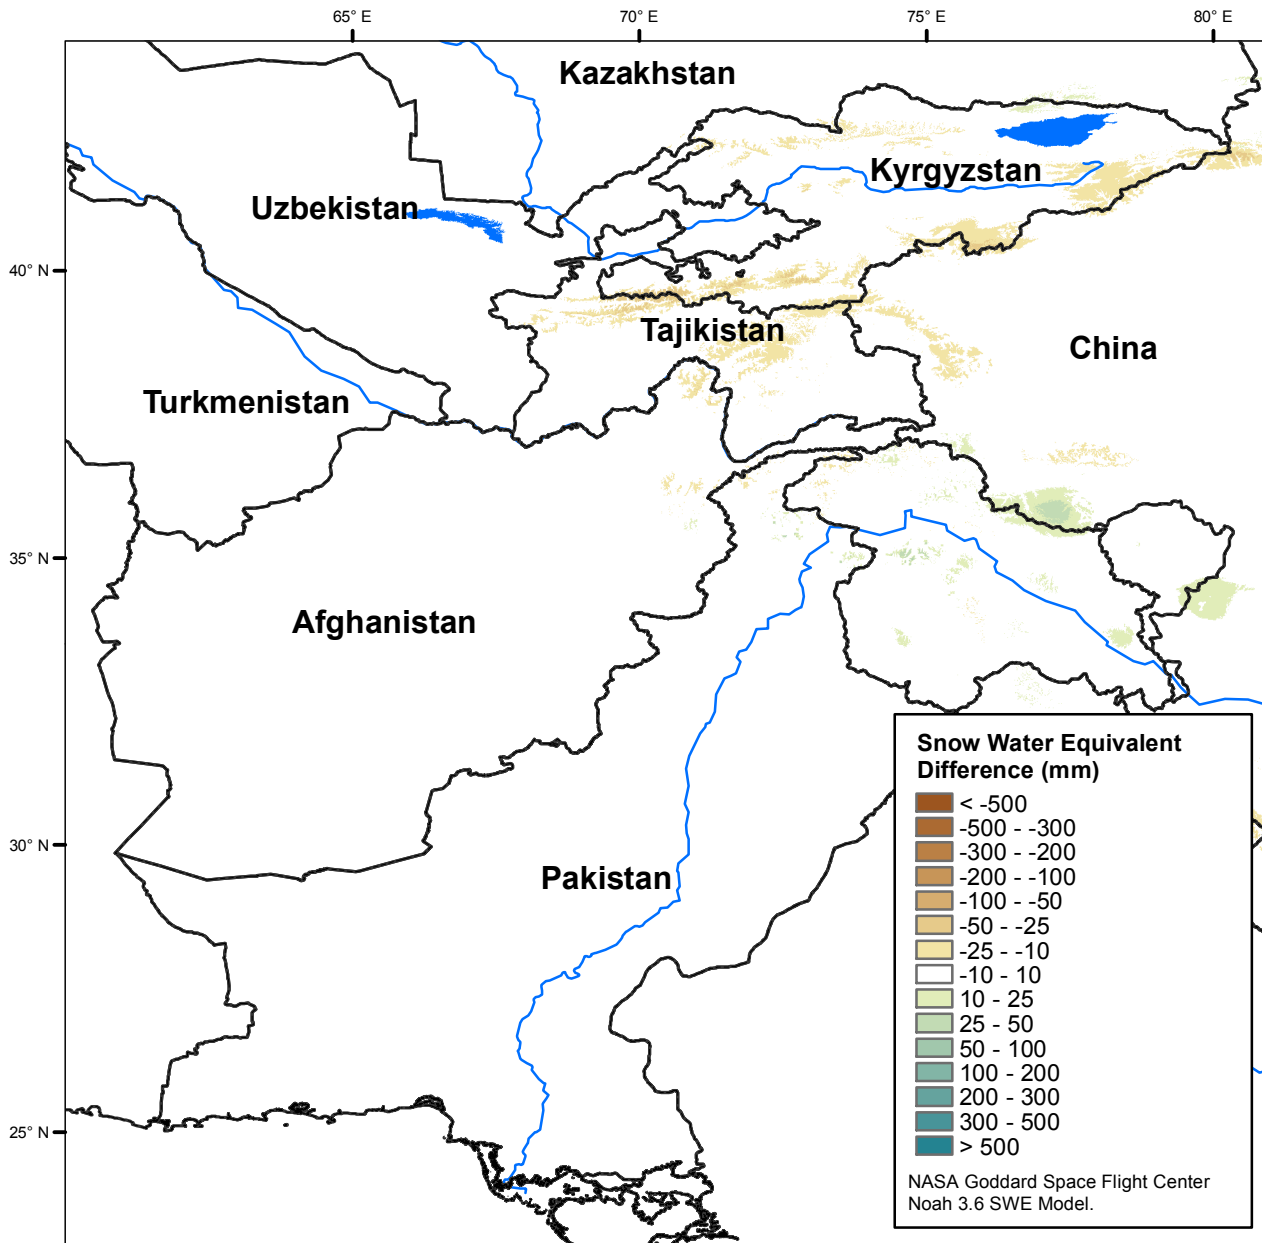 65° E
70° E
75° E
80° E
Kazakhstan
Kyrgyzstan
Uzbekistan
40° N
Tajikistan
China
Turkmenistan
35° N
Afghanistan
Snow Water Equivalent
Difference (mm)
< -500
-500 - -300
-300 - -200
-200 - -100
-100 - -50
-50 - -25
-25 - -10
-10 - 10
10 - 25
25 - 50
50 - 100
100 - 200
200 - 300
300 - 500
> 500
NASA Goddard Space Flight Center
Noah 3.6 SWE Model.
30° N
Pakistan
25° N